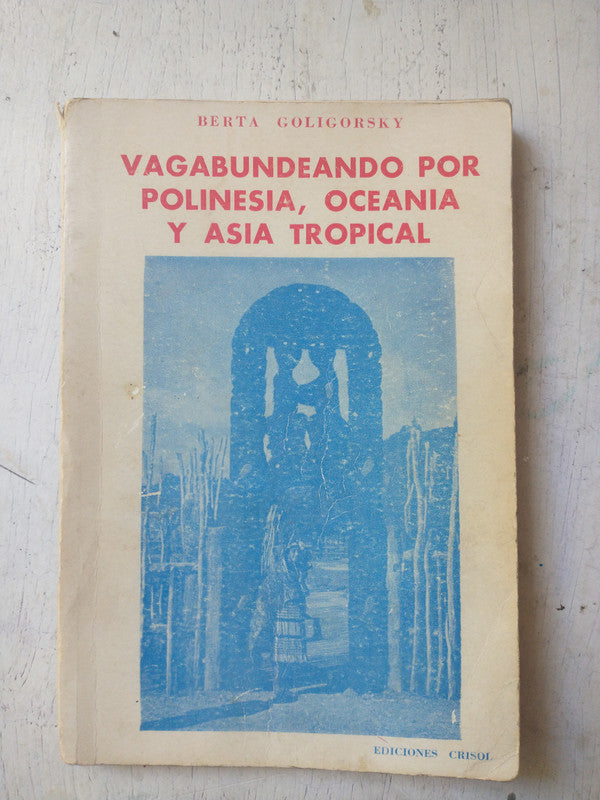 BERTA GOLIGORSKY
VAGABUNDEANDO POR
POLINESIA, OCEANIA
Y ASIA TROPICAL
EDICIONES CRISOL